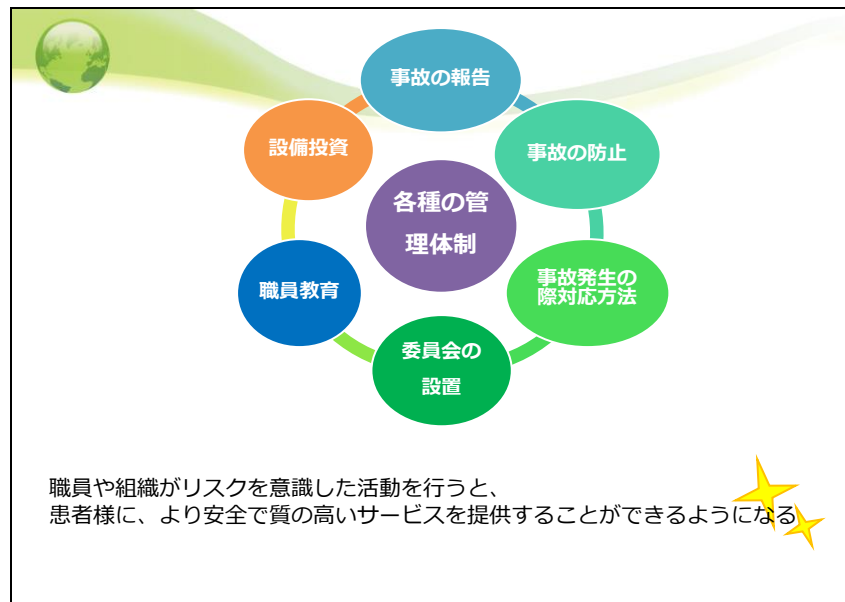 事故の報告
設備投資
事故の防止
各種の管
理体制
職員教育
事故発生の
際対応方法
委員会の
設置
職員や組織がリスクを意識した活動を行うと、
患者様に、より安全で質の高いサービスを提供することができるようになる